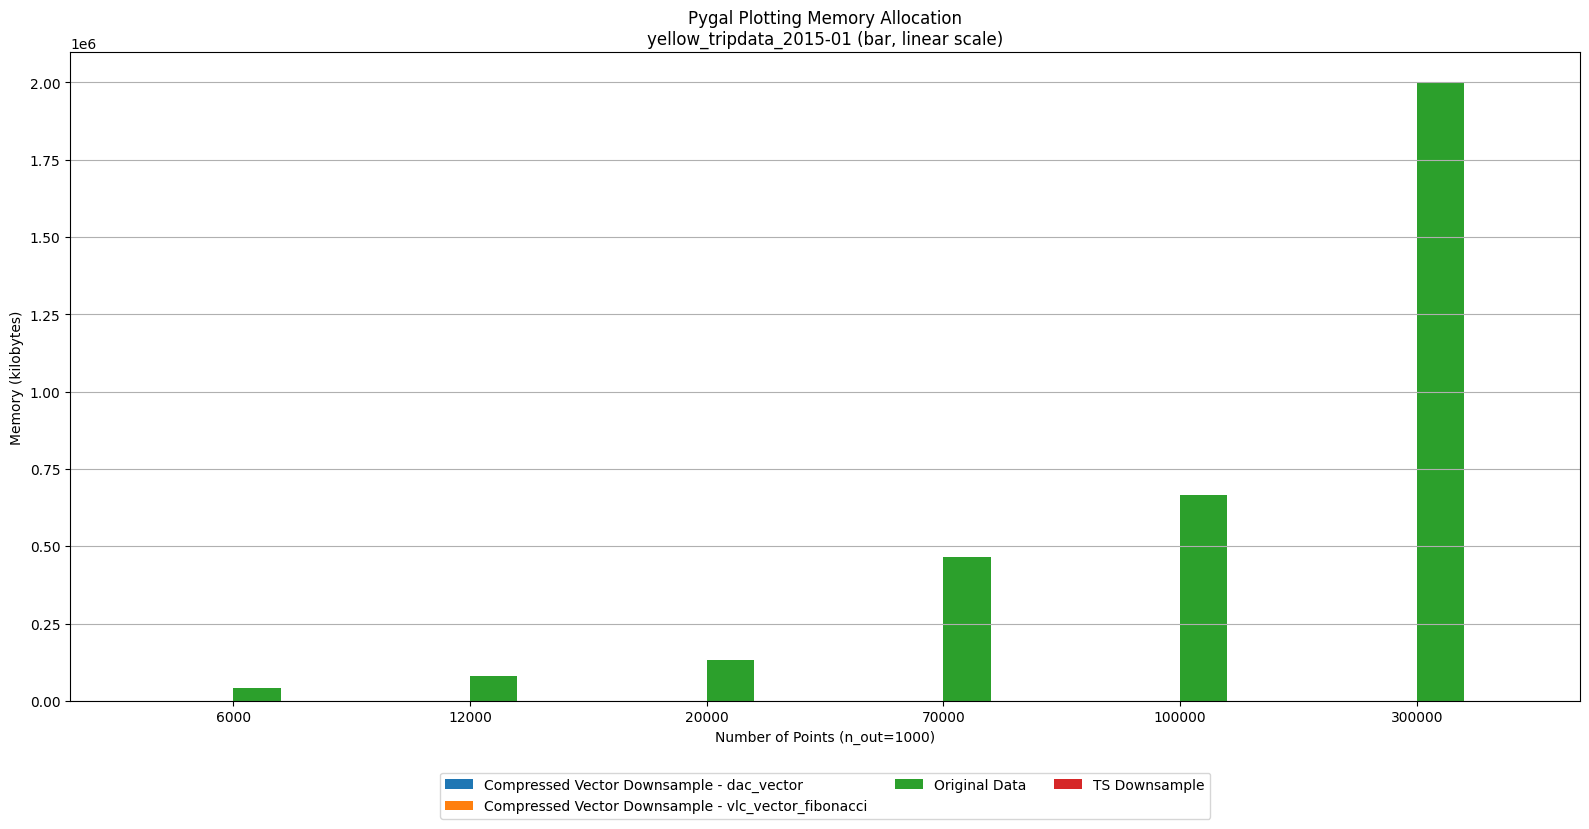 Pygal Plotting Memory Allocation
yellow_tripdata_2015-01 (bar, linear scale)
1e6
2.00
1.75
1.50
1.25
1.00
0.75
0.50
0.25
0.00
Memory (kilobytes)
6000 12000 20000 70000 100000 300000
Number of Points (n_out=1000)
Compressed Vector Downsample - dac_vector
Compressed Vector Downsample - vlc_vector_fibonacci
Original Data
TS Downsample